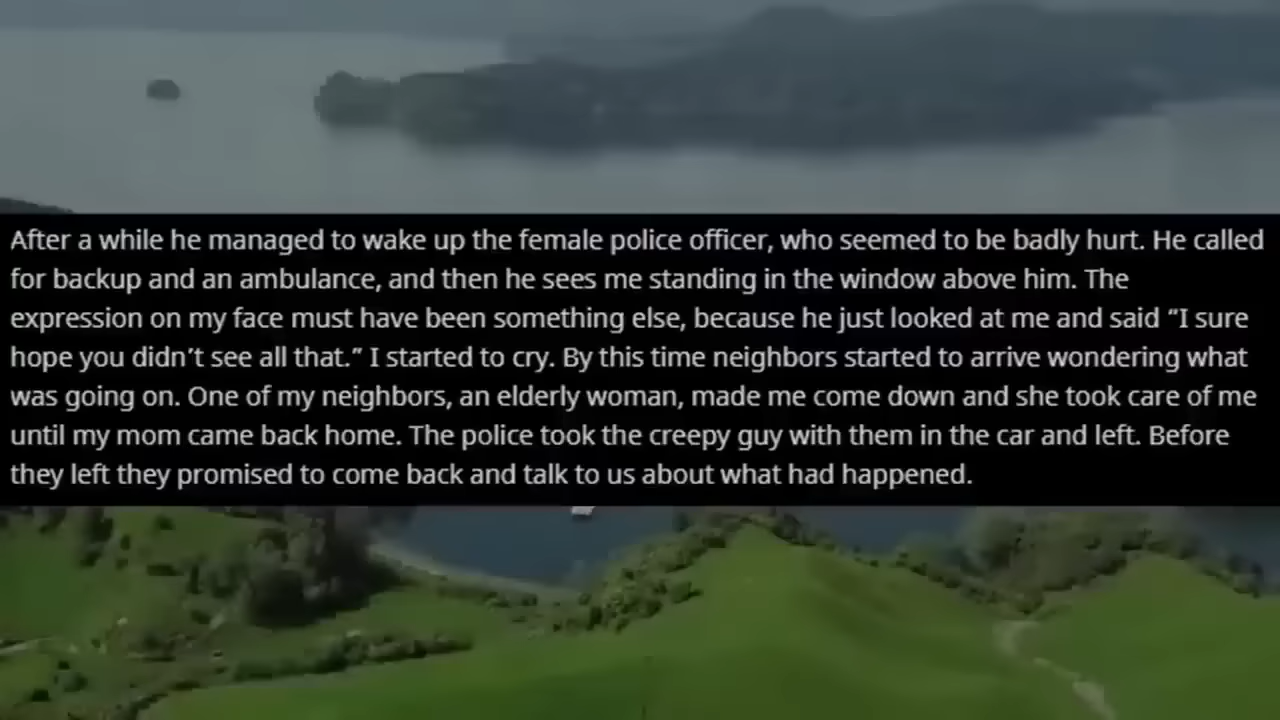 After a while he managed to wake up the female police officer, who seemed to be badly hurt. He called
for backup and an ambulance, and then he sees me standing in the window above him. The
expression on my face must have been something else, because he just looked at me and said “I sure
hope you didn’t see all that.” I started to cry. By this time neighbors started to arrive wondering what
was going on. One of my neighbors, an elderly woman, made me come down and she took care of me
until my mom came back home. The police took the creepy guy with them in the car and left. Before
they left they promised to come back and talk to us about what had happened.